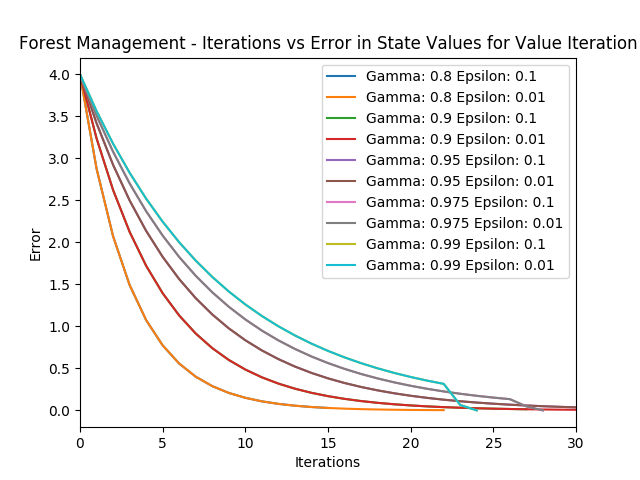 Forest Management - Iterations vs Error in State Values for Value Iteration
Gamma: 0.8 Epsilon: 0.1
Gamma: 0.8 Epsilon: 0.01
Gamma: 0.9 Epsilon: 0.1
Gamma: 0.9 Epsilon: 0.01
Gamma: 0.95 Epsilon: 0.1
Gamma: 0.95 Epsilon: 0.01
Gamma: 0.975 Epsilon: 0.1
Gamma: 0.975 Epsilon: 0.01
Gamma: 0.99 Epsilon: 0.1
Gamma: 0.99 Epsilon: 0.01
Error
4.0
3.5
3.0
2.5
2.0
1.5
1.0
0.5
0.0
0 5 10 15 20 25 30
Iterations